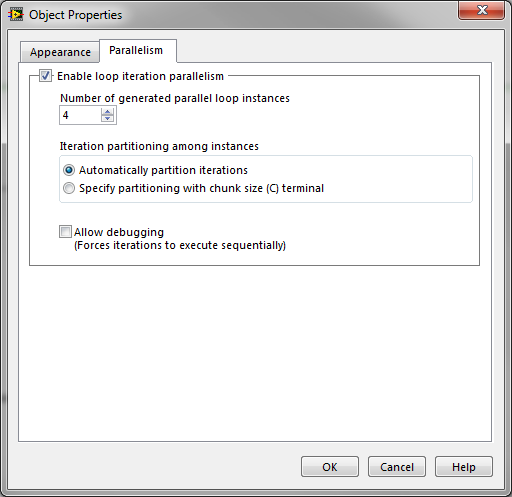 Object Properties
Appearance
Parallelism
Enable loop iteration parallelism
Number of generated parallel loop instances
4
Iteration partitioning among instances
Automatically partition iterations
Specify partitioning with chunk size (C) terminal
Allow debugging
(Forces iterations to execute sequentially)
OK
Cancel
Help